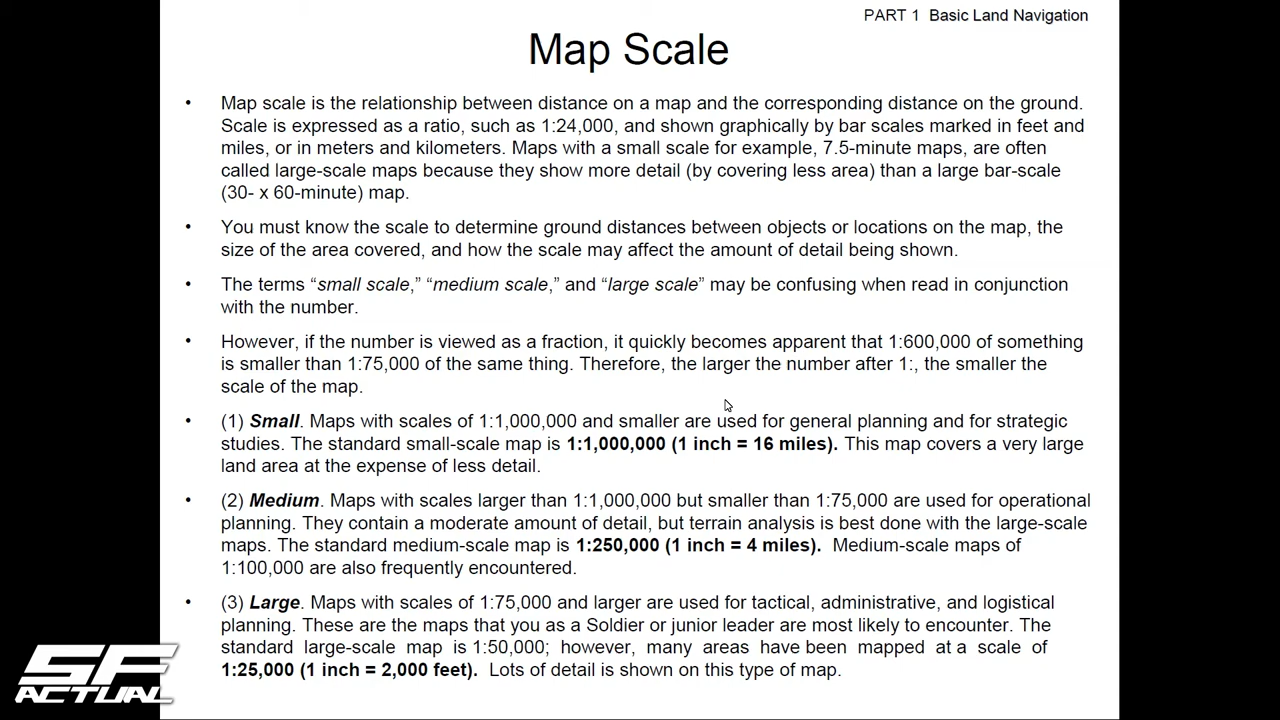 PART 1 Basic Land Navigation
Map Scale
• Map scale is the relationship between distance on a map and the corresponding distance on the ground.
Scale is expressed as a ratio, such as 1:24,000, and shown graphically by bar scales marked in feet and
miles, or in meters and kilometers. Maps with a small scale for example, 7.5-minute maps, are often
called large-scale maps because they show more detail (by covering less area) than a large bar-scale
(30- x 60-minute) map.
• You must know the scale to determine ground distances between objects or locations on the map, the
size of the area covered, and how the scale may affect the amount of detail being shown.
• The terms “small scale,” “medium scale,” and “large scale” may be confusing when read in conjunction
with the number.
• However, if the number is viewed as a fraction, it quickly becomes apparent that 1:600,000 of something
is smaller than 1:75,000 of the same thing. Therefore, the larger the number after 1:, the smaller the
scale of the map.
• (1) Small. Maps with scales of 1:1,000,000 and smaller are used for general planning and for strategic
studies. The standard small-scale map is 1:1,000,000 (1 inch = 16 miles). This map covers a very large
land area at the expense of less detail.
• (2) Medium. Maps with scales larger than 1:1,000,000 but smaller than 1:75,000 are used for operational
planning. They contain a moderate amount of detail, but terrain analysis is best done with the large-scale
maps. The standard medium-scale map is 1:250,000 (1 inch = 4 miles). Medium-scale maps of
1:100,000 are also frequently encountered.
• (3) Large. Maps with scales of 1:75,000 and larger are used for tactical, administrative, and logistical
planning. These are the maps that you as a Soldier or junior leader are most likely to encounter. The
standard large-scale map is 1:50,000; however, many areas have been mapped at a scale of
1:25,000 (1 inch = 2,000 feet). Lots of detail is shown on this type of map.
SF
ACTUAL